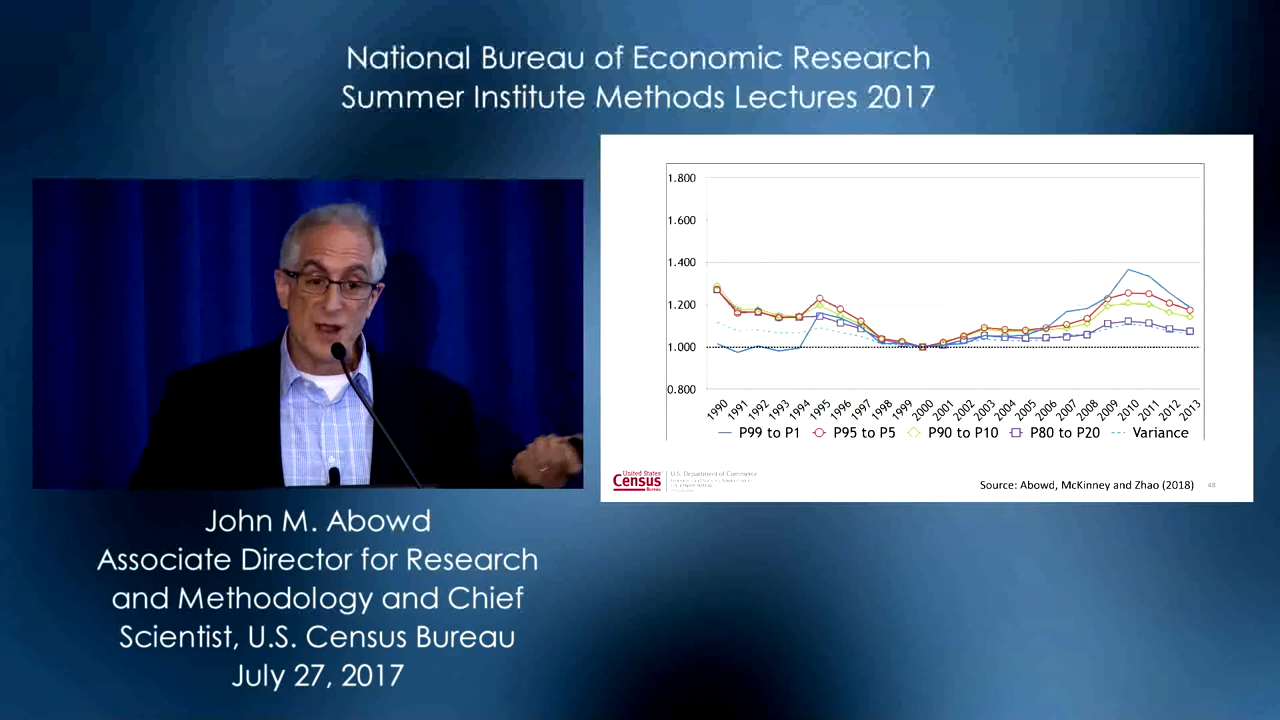 National Bureau of Economic Research
Summer Institute Methods Lectures 2017
1.800
1.600
1.400
1.200
1.000
0.800
1990 1991 1992 1993 1994 1995 1996 1997 1998 1999 2000 2001 2002 2003 2004 2005 2006 2007 2008 2009 2010 2011 2012 2013
P99 to P1 P95 to P5 P90 to P10 P80 to P20 Variance
United States
Census
Bureau
U.S. Department of Commerce
Source: Abowd, McKinney and Zhao (2018)
48
John M. Abowd
Associate Director for Research
and Methodology and Chief
Scientist, U.S. Census Bureau
July 27, 2017